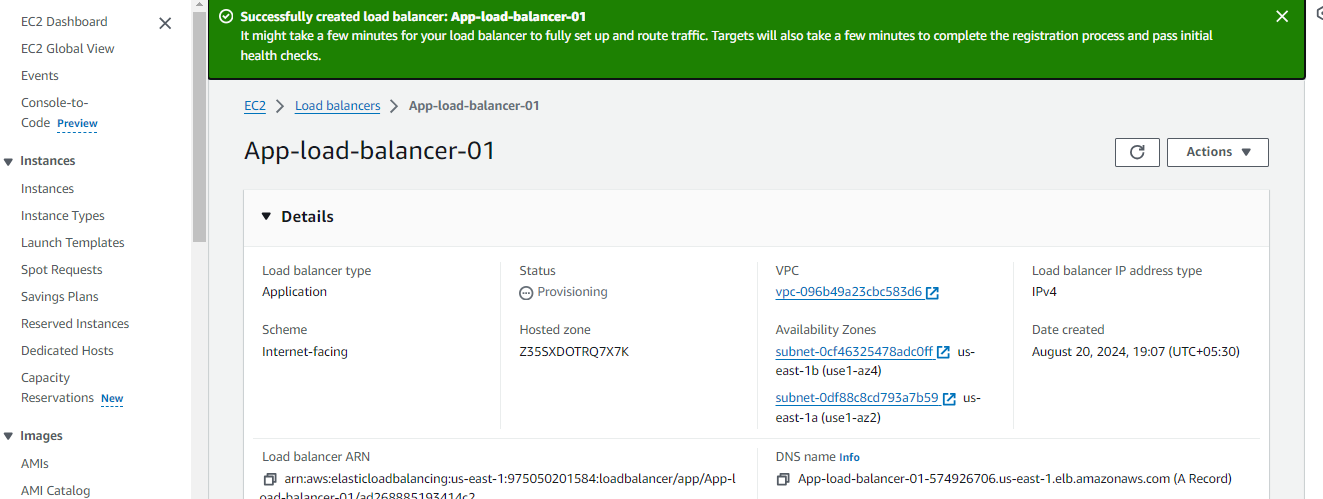 EC2 Dashboard
EC2 Global View
Events
Console-to-
Code Preview
Instances
Instances
Instance Types
Launch Templates
Spot Requests
Savings Plans
Reserved Instances
Dedicated Hosts
Capacity
Reservations New
Images
AMIs
AMI Catalog
Successfully created load balancer: App-load-balancer-01
It might take a few minutes for your load balancer to fully set up and route traffic. Targets will also take a few minutes to complete the registration process and pass initial
health checks.
EC2 > Load balancers > App-load-balancer-01
App-load-balancer-01
Actions
Details
Load balancer type
Application
Status
Provisioning
VPC
vpc-096b49a23cbc583d6
Load balancer IP address type
IPv4
Scheme
Internet-facing
Hosted zone
Z35SXDOTRQ7X7K
Availability Zones
subnet-0cf46325478adc0ff us-
east-1b (use1-az4)
subnet-0df88c8cd793a7b59 us-
east-1a (use1-az2)
Date created
August 20, 2024, 19:07 (UTC+05:30)
Load balancer ARN
arn:aws:elasticloadbalancing:us-east-1:975050201584:loadbalancer/app/App-l
oad-balancer-01/ad268885193414c2
DNS name Info
App-load-balancer-01-574926706.us-east-1.elb.amazonaws.com (A Record)